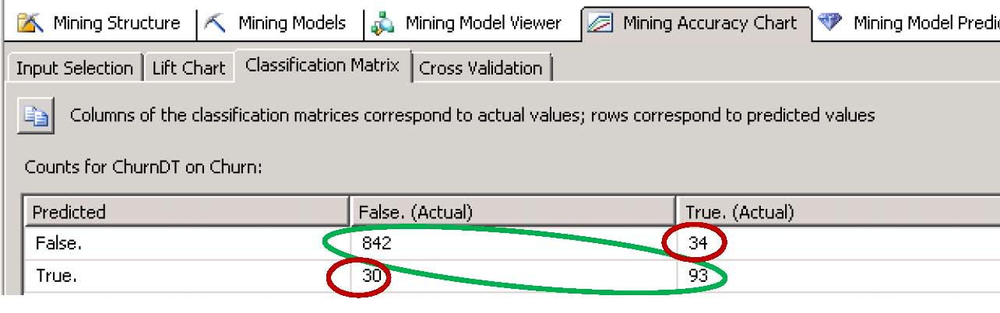 Mining Structure Mining Models Mining Model Viewer Mining Accuracy Chart Mining Model Predic
Input Selection Lift Chart Classification Matrix Cross Validation
Columns of the classification matrices correspond to actual values; rows correspond to predicted values
Counts for ChurnDT on Churn:
Predicted False. (Actual) True. (Actual)
False. 842 34
True. 30 93